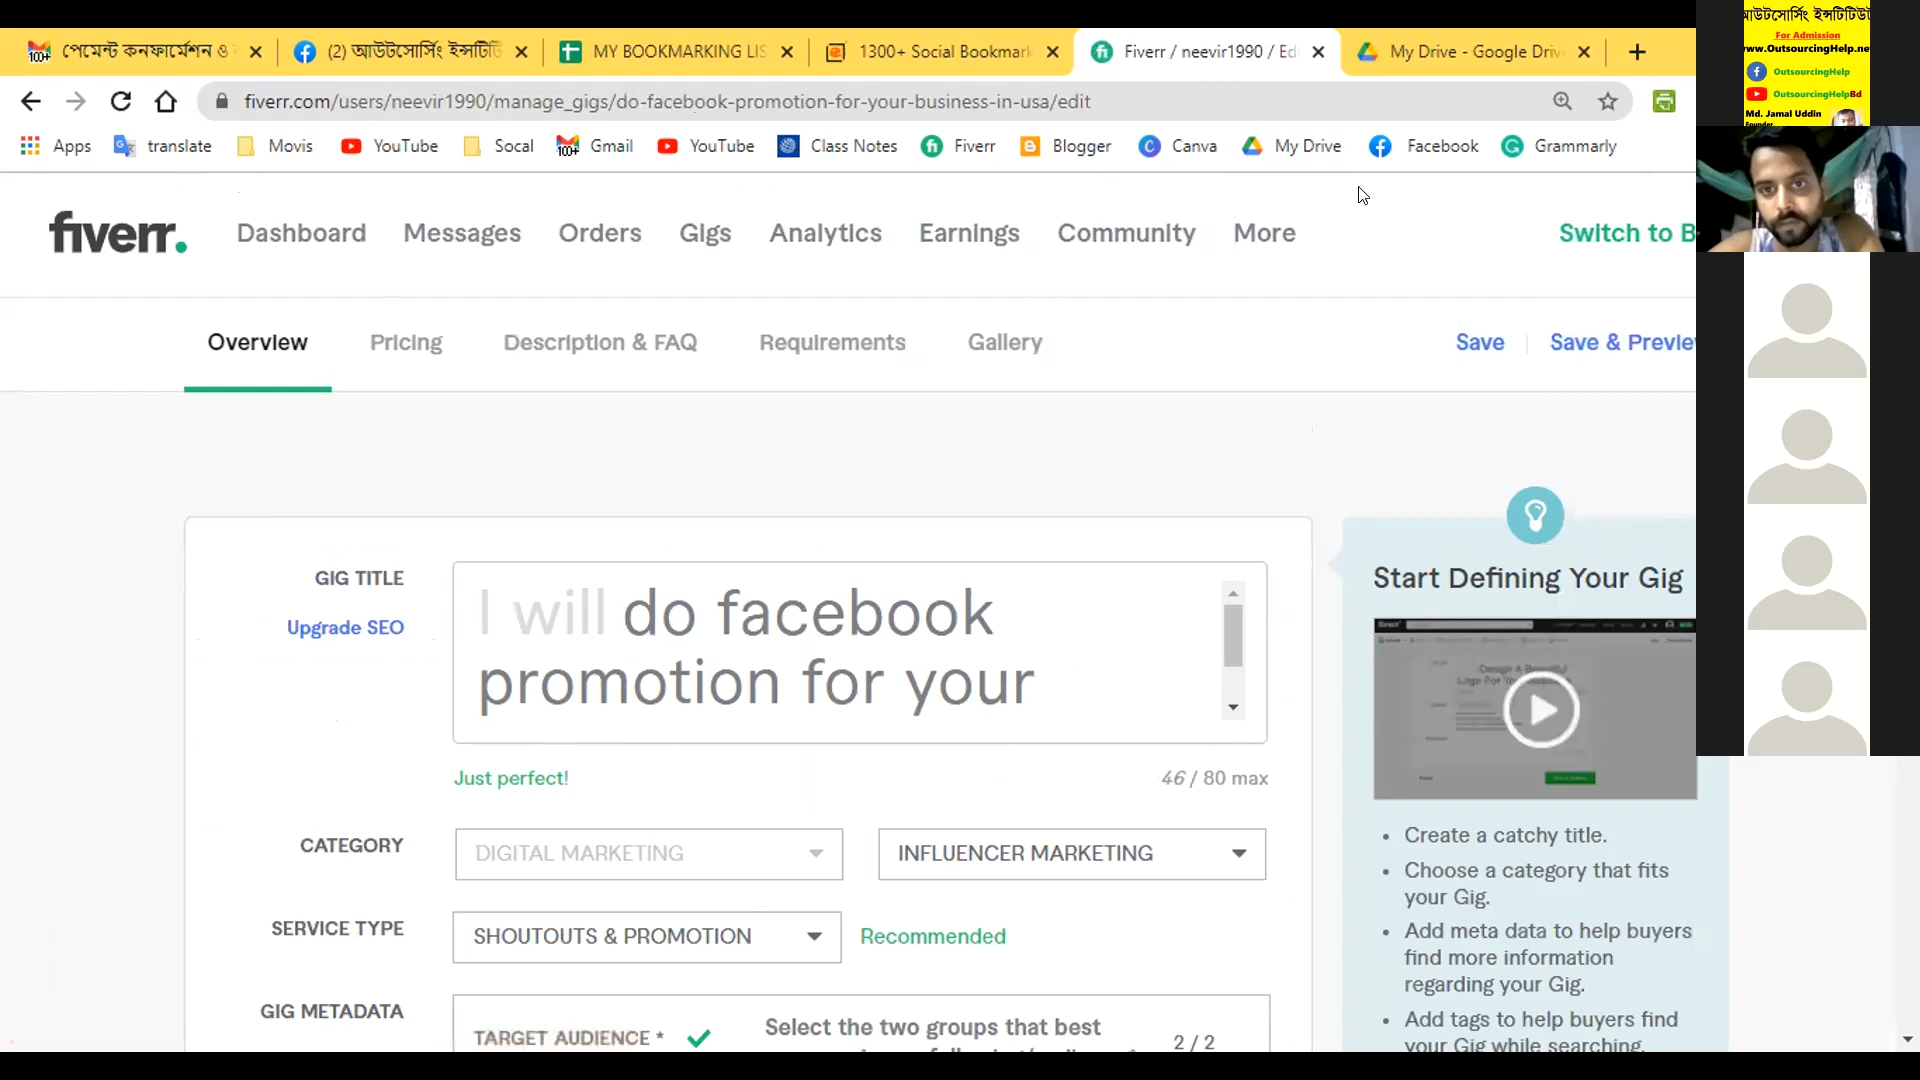 পেমেন্ট কনফার্মেশন ও
(2) আউটসোর্সিং ইন্সটিটি
MY BOOKMARKING LIS
1300+ Social Bookmark
Fiverr / neevir1990 / Edi
My Drive - Google Driv
fiverr.com/users/neevir1990/manage_gigs/do-facebook-promotion-for-your-business-in-usa/edit
Apps
translate
Movis
YouTube
Socal
100+
Gmail
YouTube
Class Notes
Fiverr
Blogger
Canva
My Drive
Facebook
Grammarly
আউটসোর্সিং ইন্সটিটিউট
For Admission
www.OutsourcingHelp.ne
OutsourcingHelp
OutsourcingHelpBd
Md. Jamal Uddin
Founder
fiverr.
Dashboard
Messages
Orders
Gigs
Analytics
Earnings
Community
More
Switch to B
Overview
Pricing
Description & FAQ
Requirements
Gallery
Save
Save & Previe
GIG TITLE
Upgrade SEO
I will do facebook
promotion for your
Just perfect!
46 / 80 max
CATEGORY
DIGITAL MARKETING
INFLUENCER MARKETING
SERVICE TYPE
SHOUTOUTS & PROMOTION
Recommended
GIG METADATA
TARGET AUDIENCE *
Select the two groups that best
2 / 2
Start Defining Your Gig
Create a catchy title.
Choose a category that fits
your Gig.
Add meta data to help buyers
find more information
regarding your Gig.
Add tags to help buyers find
your Gig while searching.